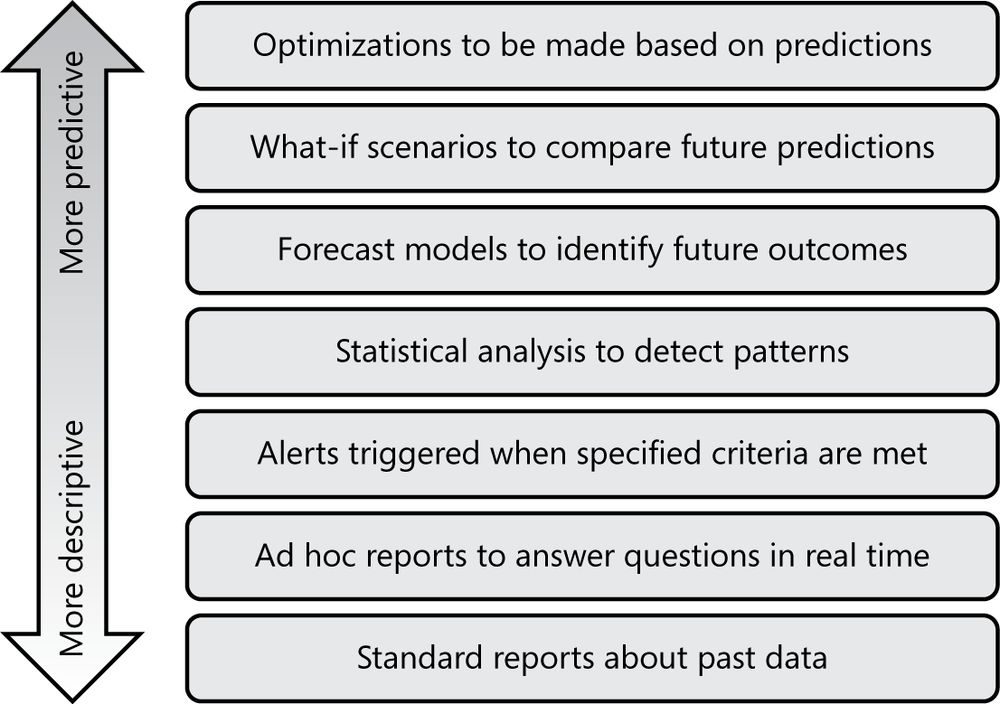 More predictive
More descriptive
Optimizations to be made based on predictions
What-if scenarios to compare future predictions
Forecast models to identify future outcomes
Statistical analysis to detect patterns
Alerts triggered when specified criteria are met
Ad hoc reports to answer questions in real time
Standard reports about past data